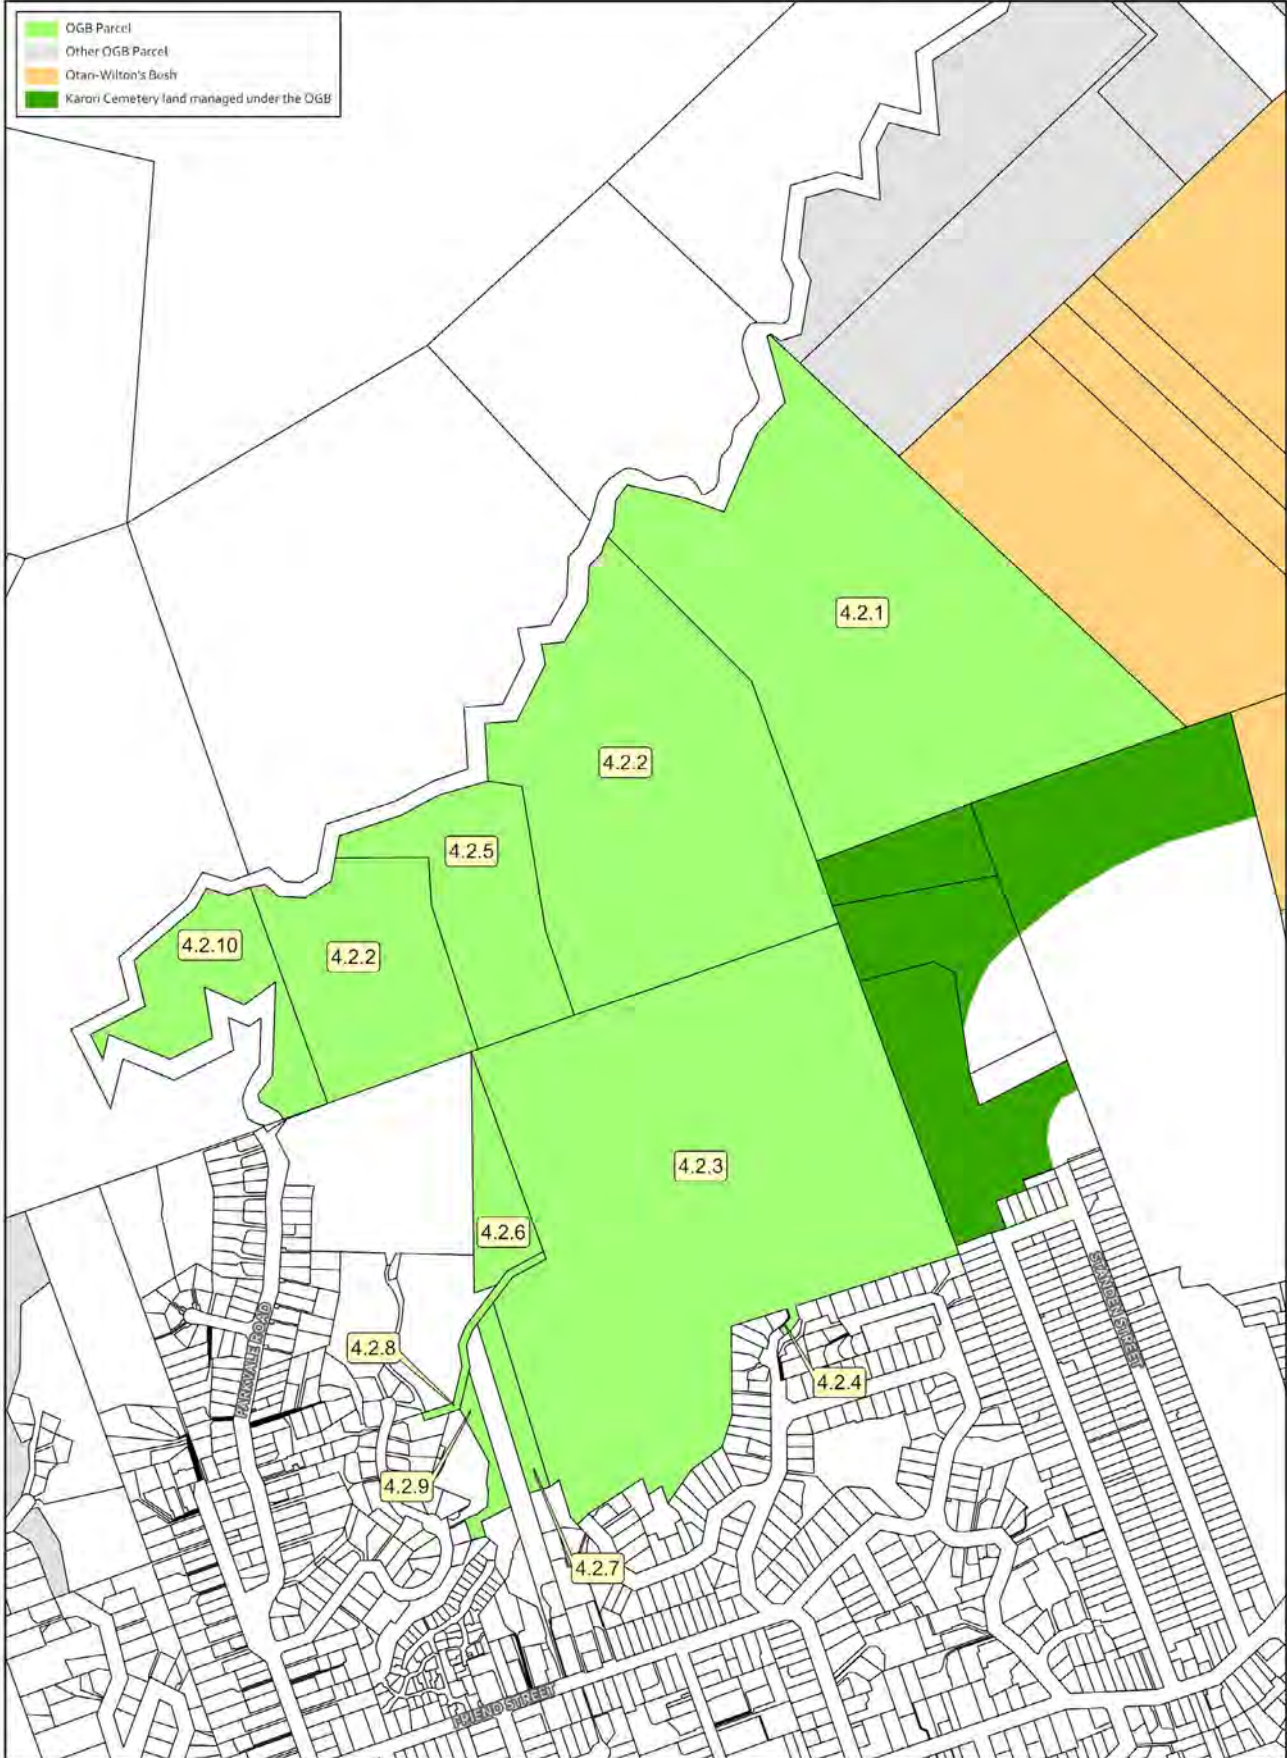 OGB Parcel
Other OGB Parcel
Otari-Wilton's Bush
Karori Cemetery land managed under the OGB
4.2.1
4.2.2
4.2.5
4.2.10
4.2.2
4.2.3
4.2.6
4.2.8
4.2.4
4.2.9
4.2.7
PARKVALE ROAD
STANDEN STREET
FRIEND STREET